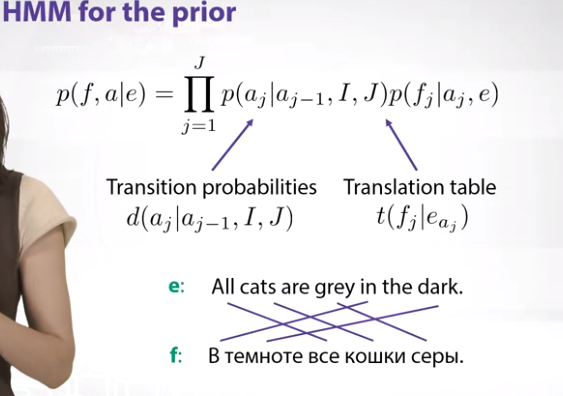 HMM for the prior
p(f, a|e) = ∏_{j=1}^{J} p(a_j|a_{j−1}, I, J)p(f_j|a_j, e)
Transition probabilities Translation table
d(a_j|a_{j−1}, I, J) t(f_j|e_{a_j})
e: All cats are grey in the dark.
f: В темноте все кошки серы.